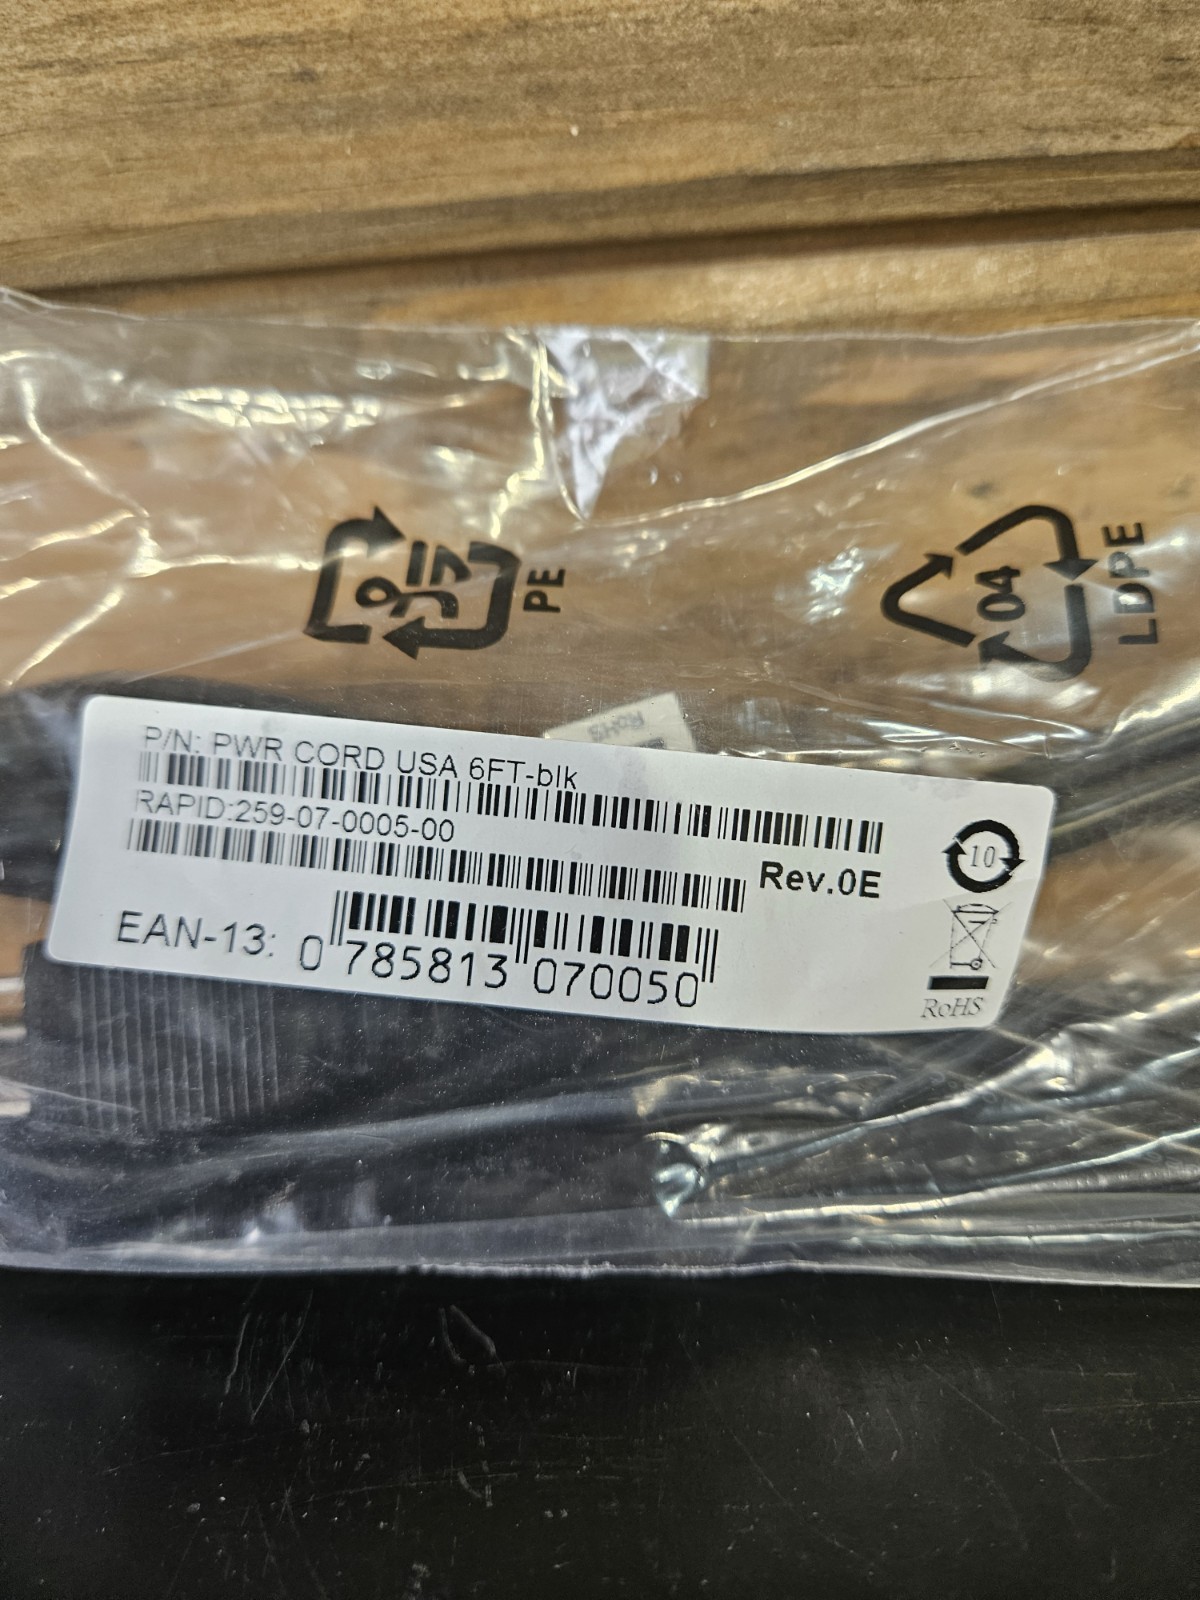 PE
04
LDPE
RoHS
P/N: PWR CORD USA 6FT-blk
RAPID:259-07-0005-00
Rev.0E
10
EAN-13: 0 785813 070050
RoHS